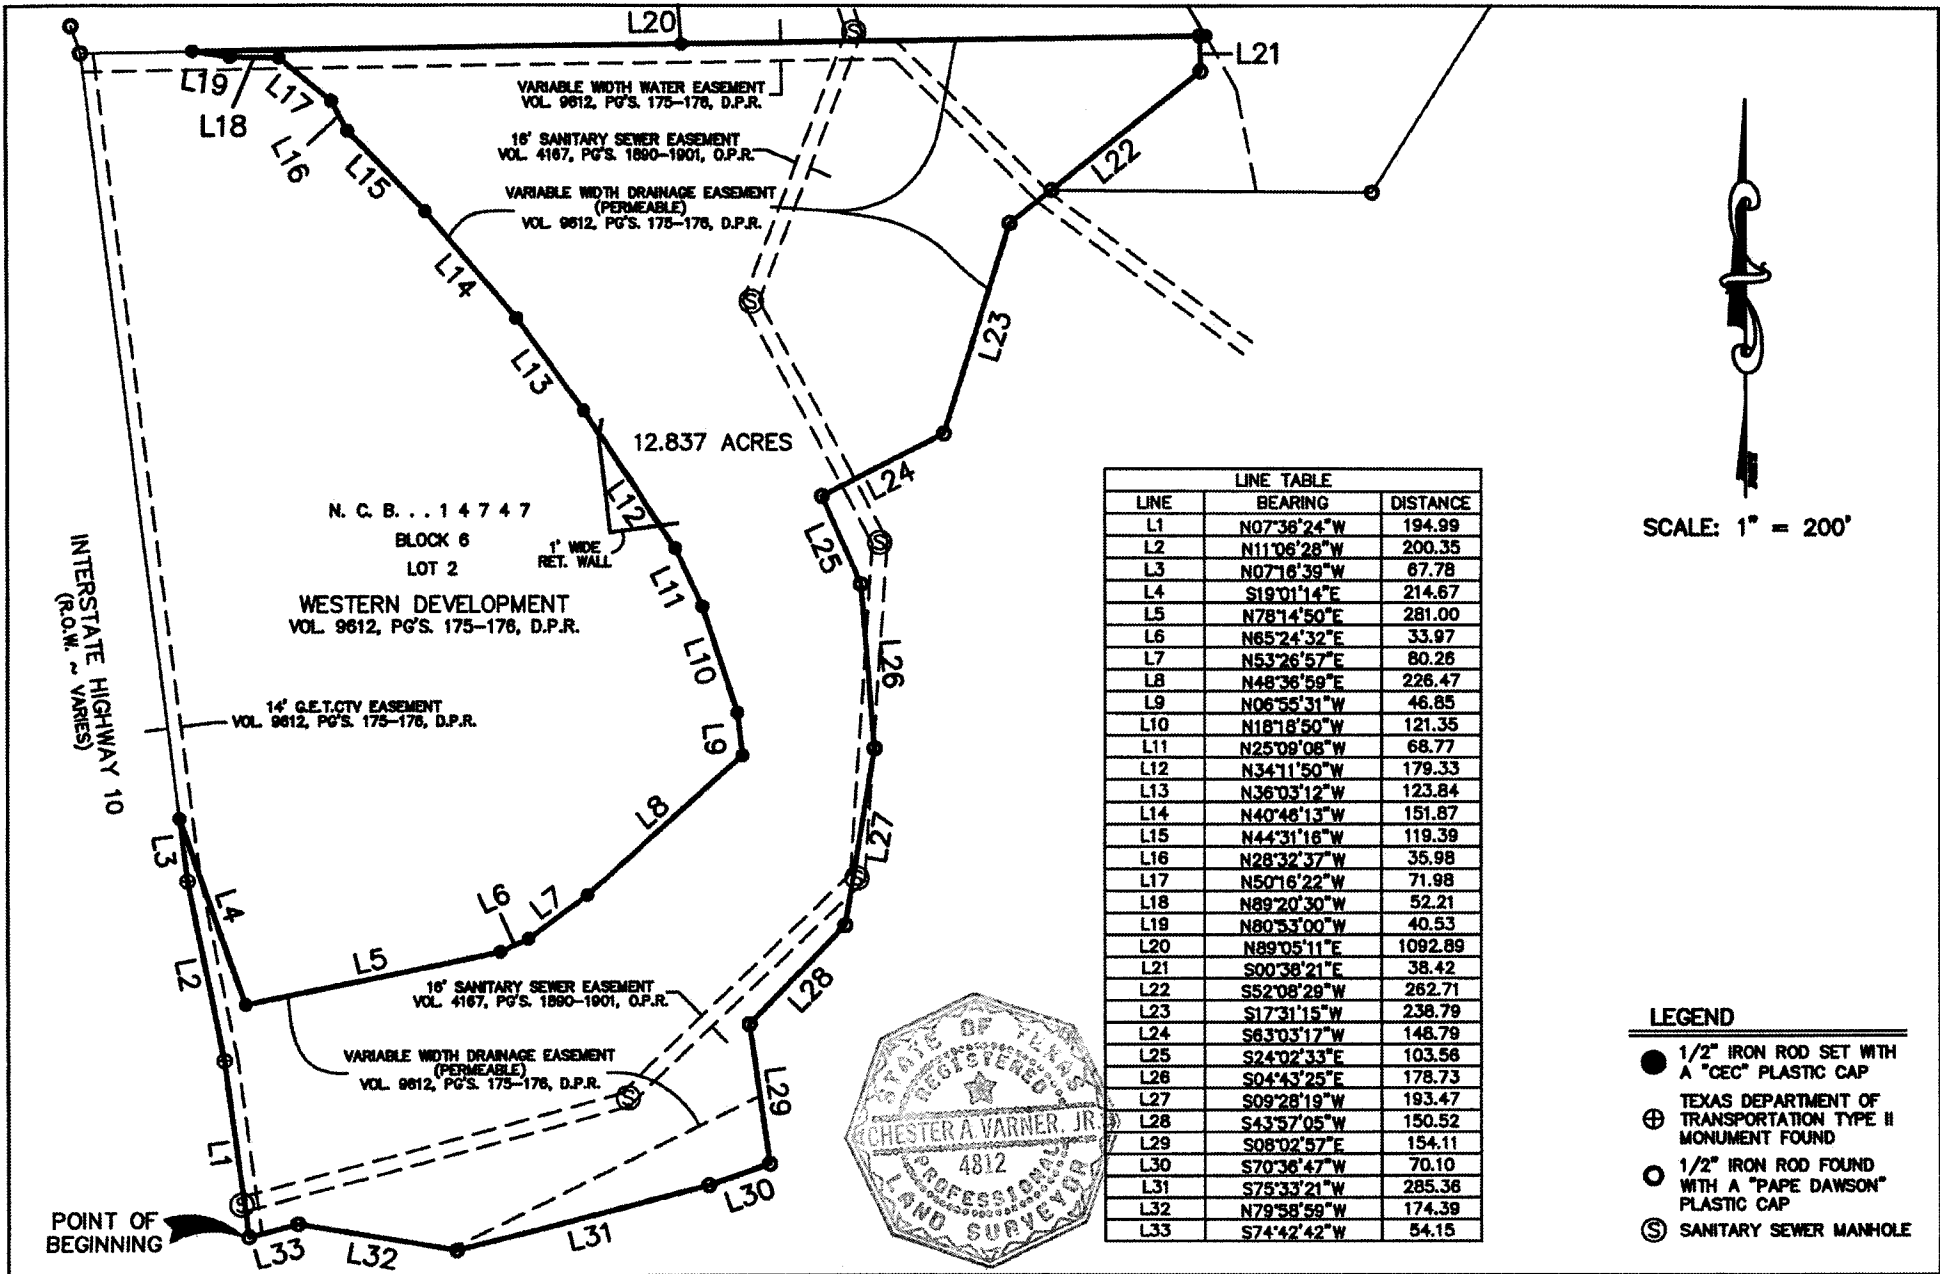 L20
L21
L19
L18
L17
L16
L15
L14
L13
L12
L11
L10
L9
L8
L7
L6
L5
L4
L3
L2
L1
L22
L23
L24
L25
L26
L27
L28
L29
L30
L31
L32
L33
VARIABLE WIDTH WATER EASEMENT
VOL. 9612, PG'S. 175-176, D.P.R.
16' SANITARY SEWER EASEMENT
VOL. 4167, PG'S. 1890-1901, O.P.R.
VARIABLE WIDTH DRAINAGE EASEMENT
(PERMEABLE)
VOL. 9612, PG'S. 175-176, D.P.R.
12.837 ACRES
N. C. B. . . 1 4 7 4 7
BLOCK 6
LOT 2
1' WIDE
RET. WALL
WESTERN DEVELOPMENT
VOL. 9612, PG'S. 175-176, D.P.R.
INTERSTATE HIGHWAY 10
(R.O.W. ~ VARIES)
14' G.E.T.CTV EASEMENT
VOL. 9612, PG'S. 175-176, D.P.R.
16' SANITARY SEWER EASEMENT
VOL. 4167, PG'S. 1890-1901, O.P.R.
VARIABLE WIDTH DRAINAGE EASEMENT
(PERMEABLE)
VOL. 9612, PG'S. 175-176, D.P.R.
POINT OF
BEGINNING
S
S
S
S
S
S
STATE OF TEXAS
REGISTERED
CHESTER A. VARNER, JR.
4812
PROFESSIONAL
LAND SURVEYOR
LINE TABLE
LINE BEARING DISTANCE
L1 N07°36'24"W 194.99
L2 N11°06'28"W 200.35
L3 N07°16'39"W 67.78
L4 S19°01'14"E 214.67
L5 N78°14'50"E 281.00
L6 N65°24'32"E 33.97
L7 N53°26'57"E 80.26
L8 N48°36'59"E 226.47
L9 N06°55'31"W 46.85
L10 N18°18'50"W 121.35
L11 N25°09'08"W 68.77
L12 N34°11'50"W 179.33
L13 N36°03'12"W 123.84
L14 N40°46'13"W 151.87
L15 N44°31'16"W 119.39
L16 N28°32'37"W 35.98
L17 N50°16'22"W 71.98
L18 N89°20'30"W 52.21
L19 N80°53'00"W 40.53
L20 N89°05'11"E 1092.89
L21 S00°38'21"E 38.42
L22 S52°08'29"W 262.71
L23 S17°31'15"W 238.79
L24 S63°03'17"W 148.79
L25 S24°02'33"E 103.56
L26 S04°43'25"E 178.73
L27 S09°28'19"W 193.47
L28 S43°57'05"W 150.52
L29 S08°02'57"E 154.11
L30 S70°36'47"W 70.10
L31 S75°33'21"W 285.36
L32 N79°58'59"W 174.39
L33 S74°42'42"W 54.15
SCALE: 1" = 200'
LEGEND
1/2" IRON ROD SET WITH
A "CEC" PLASTIC CAP
TEXAS DEPARTMENT OF
TRANSPORTATION TYPE II
MONUMENT FOUND
1/2" IRON ROD FOUND
WITH A "PAPE DAWSON"
PLASTIC CAP
S SANITARY SEWER MANHOLE